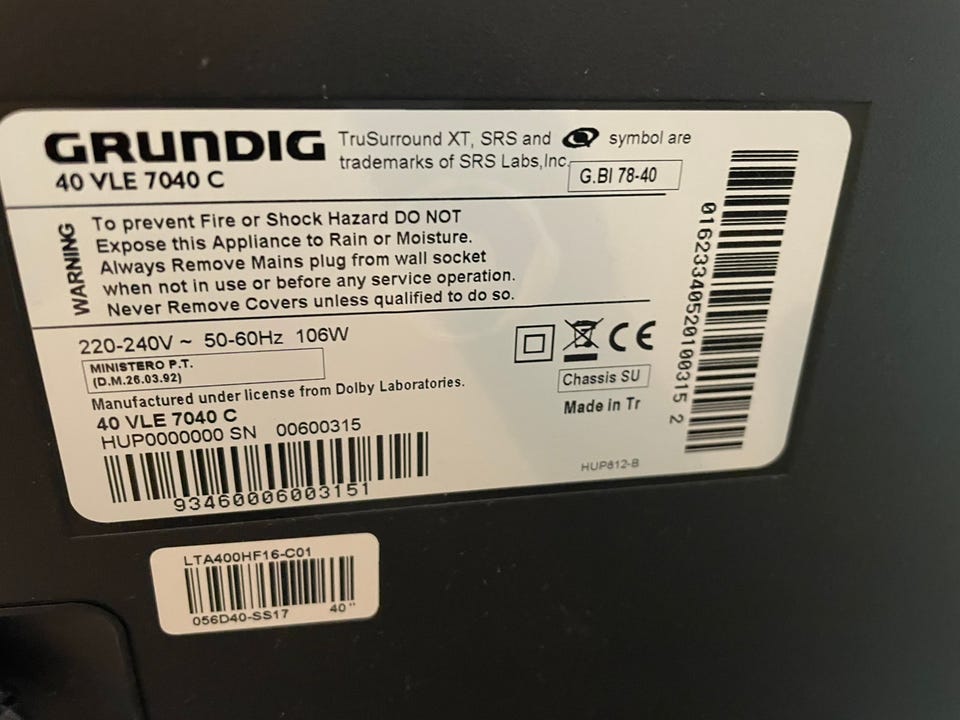 GRUNDIG
40 VLE 7040 C
TruSurround XT, SRS and symbol are
trademarks of SRS Labs,Inc.
G.BI 78-40
WARNING
To prevent Fire or Shock Hazard DO NOT
Expose this Appliance to Rain or Moisture.
Always Remove Mains plug from wall socket
when not in use or before any service operation.
Never Remove Covers unless qualified to do so.
220-240V ~ 50-60Hz 106W
MINISTERO P.T.
(D.M.26.03.92)
Manufactured under license from Dolby Laboratories.
40 VLE 7040 C
HUP0000000 SN 00600315
93460006003151
CE
Chassis SU
Made in Tr
HUP812-B
01623340520100315 2
LTA400HF16-C01
056D40-SS17 40"